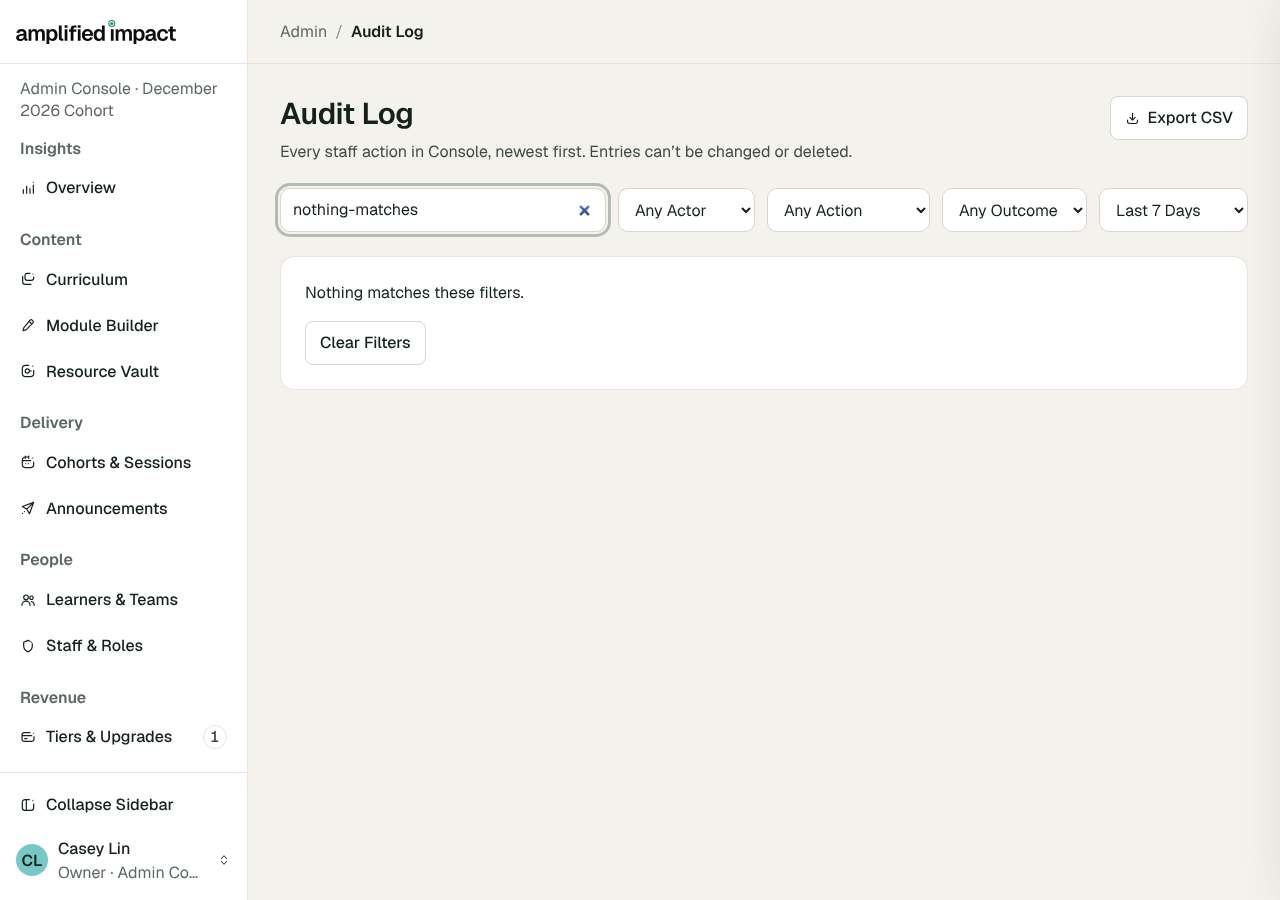 amplified impact
Admin / Audit Log
Admin Console · December
2026 Cohort
Insights
Overview
Content
Curriculum
Module Builder
Resource Vault
Delivery
Cohorts & Sessions
Announcements
People
Learners & Teams
Staff & Roles
Revenue
Tiers & Upgrades 1
Collapse Sidebar
CL
Casey Lin
Owner · Admin Co...
Audit Log
Export CSV
Every staff action in Console, newest first. Entries can’t be changed or deleted.
nothing-matches Any Actor Any Action Any Outcome Last 7 Days
Nothing matches these filters.
Clear Filters